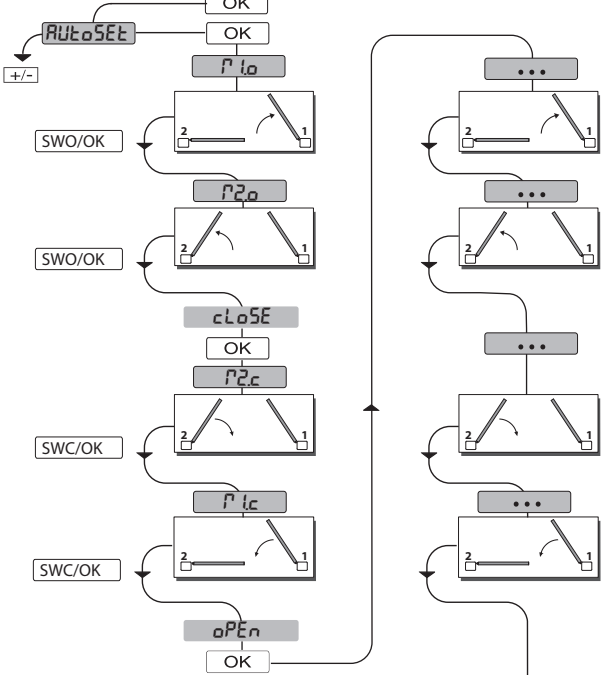 OK
AUtoSEt
OK
+/-
M1.o
2
1
SWO/OK
M2.o
2
1
SWO/OK
cLoSE
OK
M2.c
2
1
SWC/OK
M1.c
2
1
SWC/OK
oPEn
OK
...
2
1
...
2
1
...
2
1
...
2
1